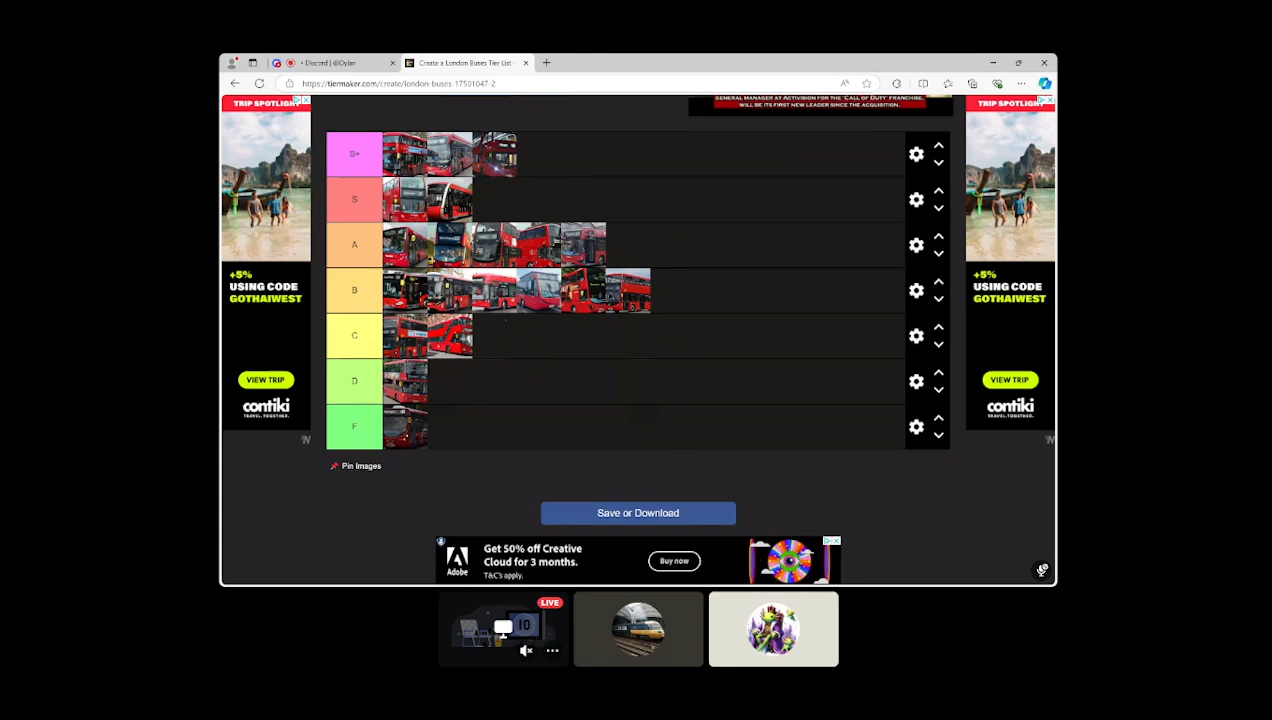 Discord | @Dylan
Create a London Buses Tier List -
https://tiermaker.com/create/london-buses-17501047-2
TRIP SPOTLIGHT
GENERAL MANAGER AT ACTIVISION FOR THE 'CALL OF DUTY' FRANCHISE,
WILL BE ITS FIRST NEW LEADER SINCE THE ACQUISITION.
TRIP SPOTLIGHT
S+
S
A
B
C
D
F
+5%
USING CODE
GOTHAIWEST
VIEW TRIP
contiki
TRAVEL. TOGETHER.
+5%
USING CODE
GOTHAIWEST
VIEW TRIP
contiki
TRAVEL. TOGETHER.
Pin Images
Save or Download
Adobe
Get 50% off Creative
Cloud for 3 months.
T&C's apply.
Buy now
LIVE
10